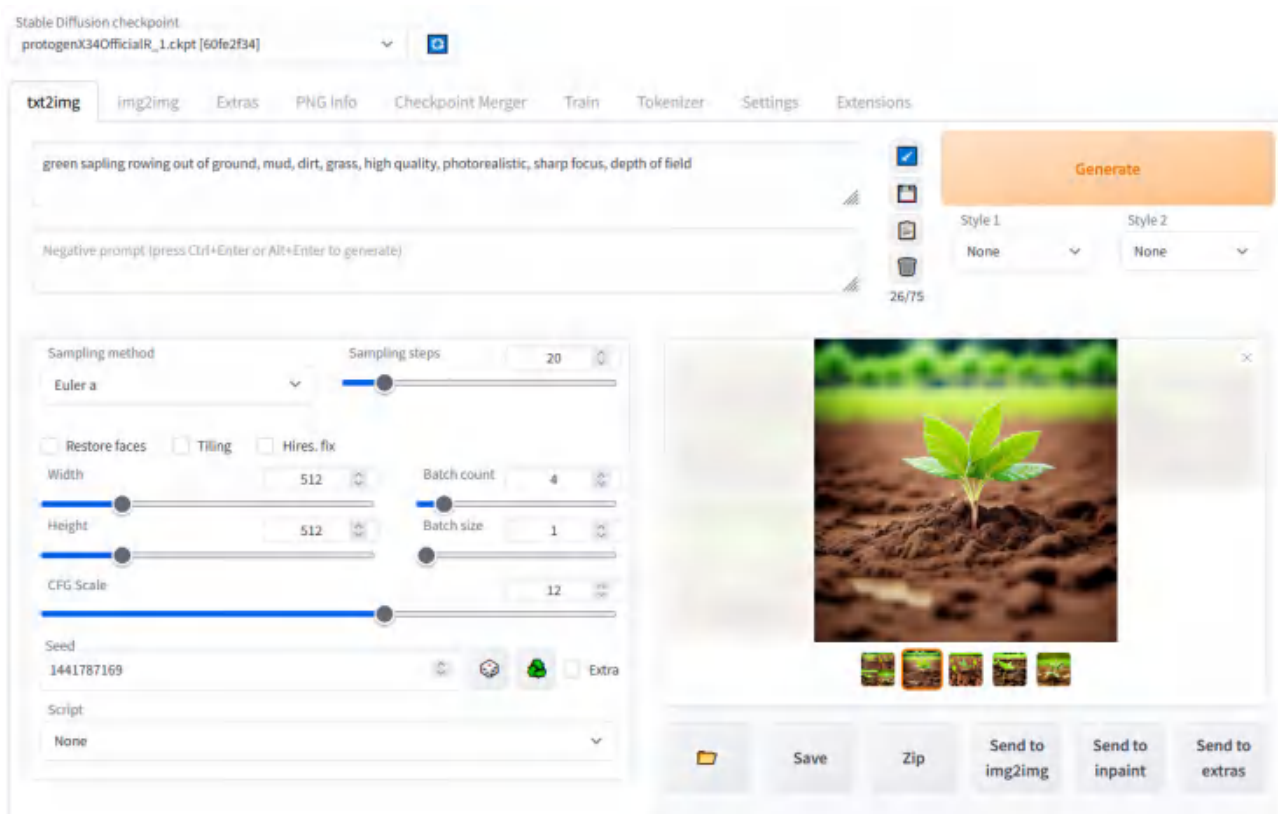 Stable Diffusion checkpoint
protogenX34OfficialR_1.ckpt [60fe2f34]
txt2img img2img Extras PNG Info Checkpoint Merger Train Tokenizer Settings Extensions
green sapling rowing out of ground, mud, dirt, grass, high quality, photorealistic, sharp focus, depth of field
Generate
Negative prompt (press Ctrl+Enter or Alt+Enter to generate)
26/75
Style 1 Style 2
None None
Sampling method Sampling steps 20
Euler a
Restore faces Tiling Hires. fix
Width 512 Batch count 4
Height 512 Batch size 1
CFG Scale 12
Seed
1441787169 Extra
Script
None
Save Zip Send to img2img Send to inpaint Send to extras